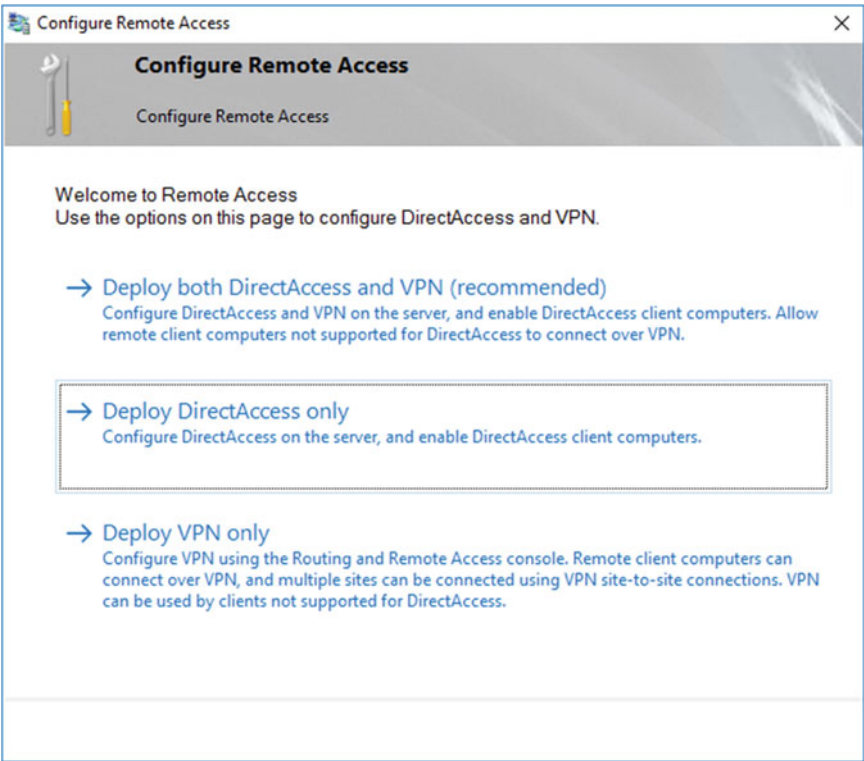 Configure Remote Access
Configure Remote Access
Configure Remote Access
Welcome to Remote Access
Use the options on this page to configure DirectAccess and VPN.
Deploy both DirectAccess and VPN (recommended)
Configure DirectAccess and VPN on the server, and enable DirectAccess client computers. Allow
remote client computers not supported for DirectAccess to connect over VPN.
Deploy DirectAccess only
Configure DirectAccess on the server, and enable DirectAccess client computers.
Deploy VPN only
Configure VPN using the Routing and Remote Access console. Remote client computers can
connect over VPN, and multiple sites can be connected using VPN site-to-site connections. VPN
can be used by clients not supported for DirectAccess.